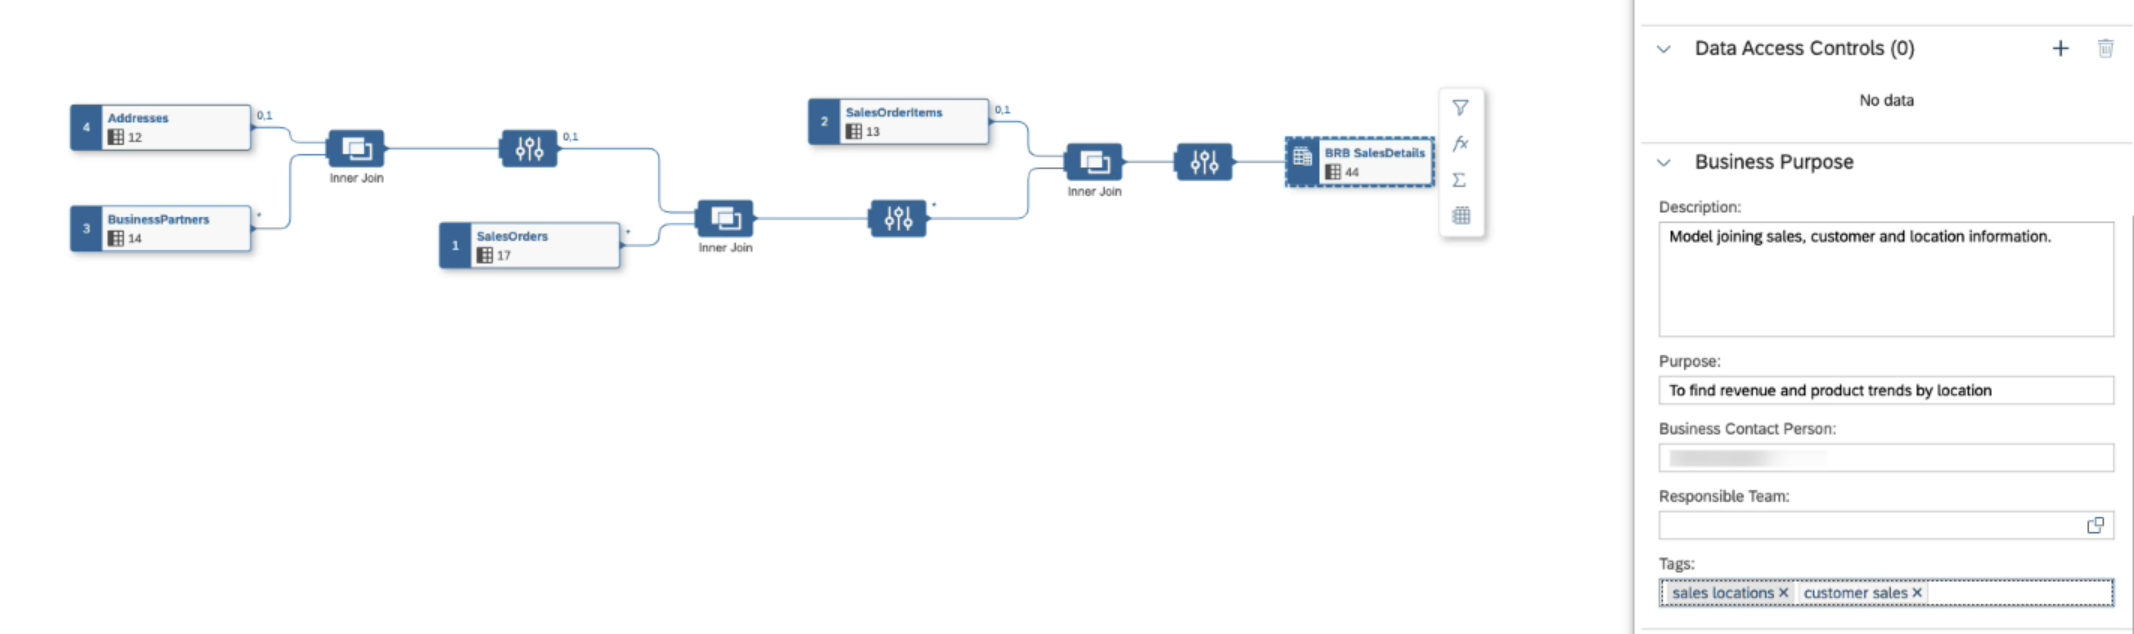 4
Addresses
12
0,1
Inner Join
3
BusinessPartners
14
*
0,1
1
SalesOrders
17
*
Inner Join
2
SalesOrderItems
13
0,1
*
Inner Join
BRB SalesDetails
44
fx
Σ
Data Access Controls (0)
No data
Business Purpose
Description:
Model joining sales, customer and location information.
Purpose:
To find revenue and product trends by location
Business Contact Person:
Responsible Team:
Tags:
sales locations × customer sales ×